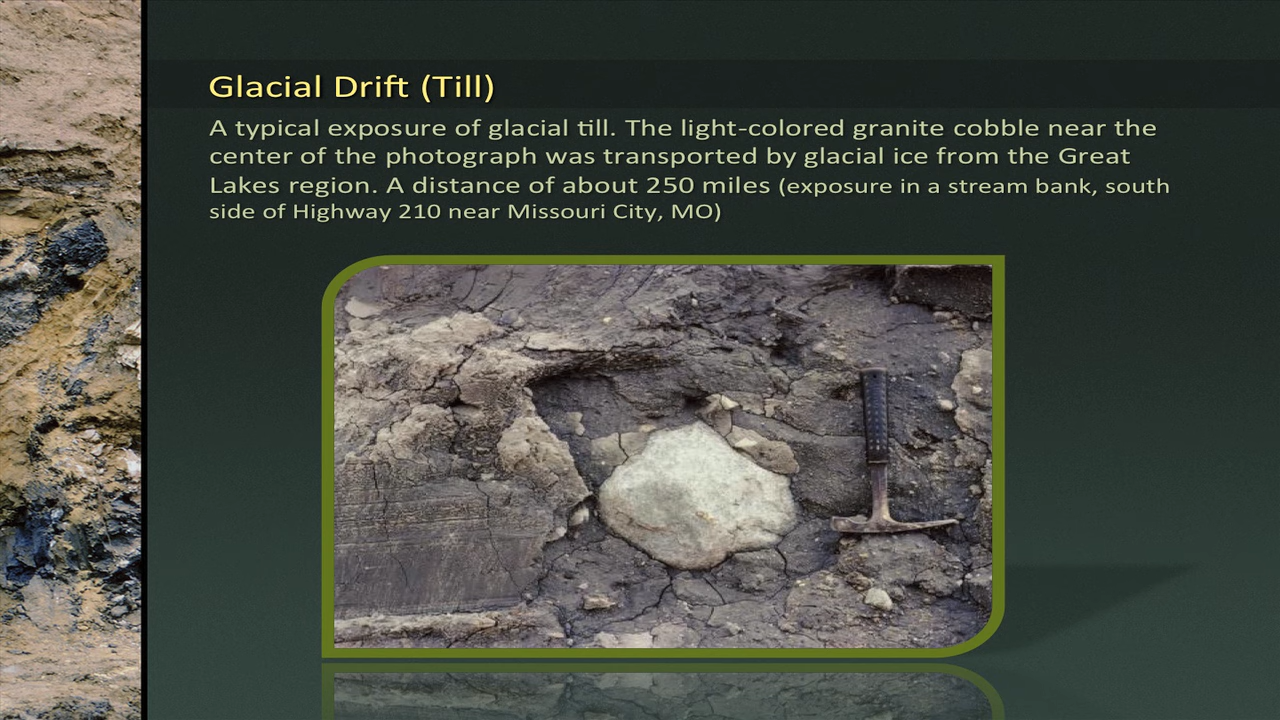 Glacial Drift (Till)
A typical exposure of glacial till. The light-colored granite cobble near the
center of the photograph was transported by glacial ice from the Great
Lakes region. A distance of about 250 miles (exposure in a stream bank, south
side of Highway 210 near Missouri City, MO)